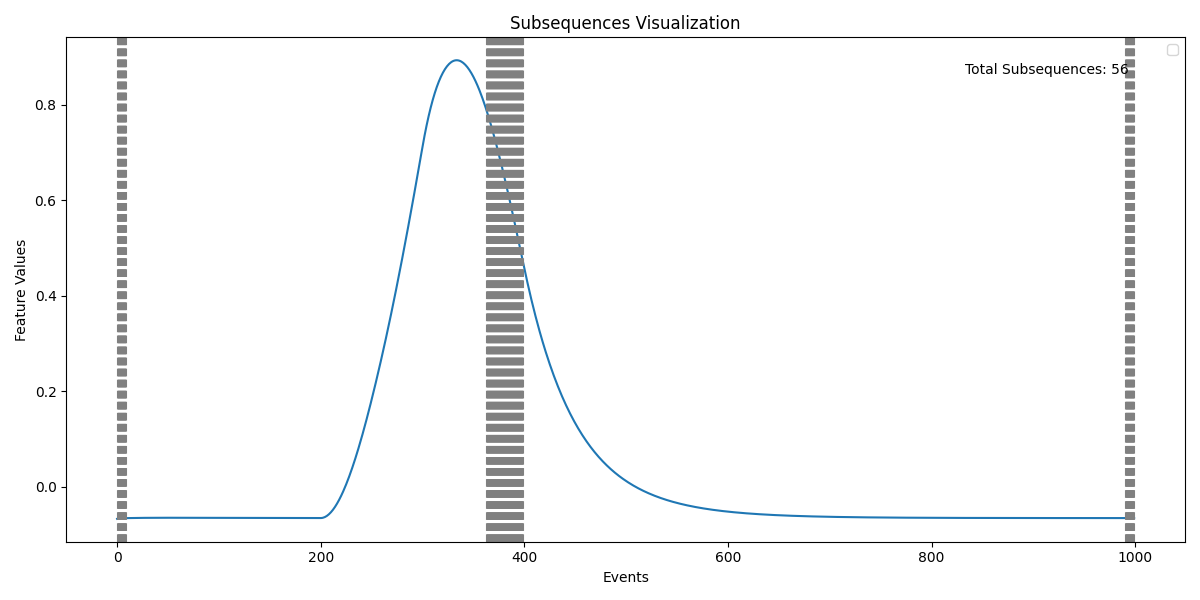 Subsequences Visualization
Total Subsequences: 56
Feature Values
0.8
0.6
0.4
0.2
0.0
0 200 400 600 800 1000
Events